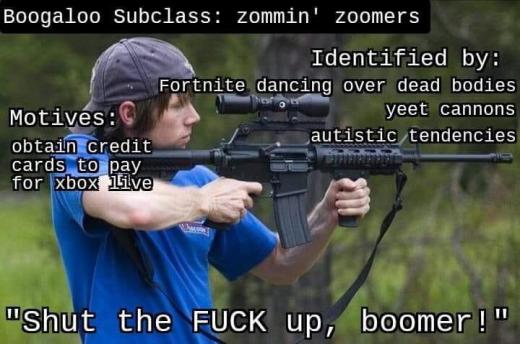 Boogaloo Subclass: zommin' zoomers
Identified by:
Fortnite dancing over dead bodies
yeet cannons
autistic tendencies
Motives:
obtain credit
cards to pay
for xbox live
"Shut the FUCK up, boomer!"